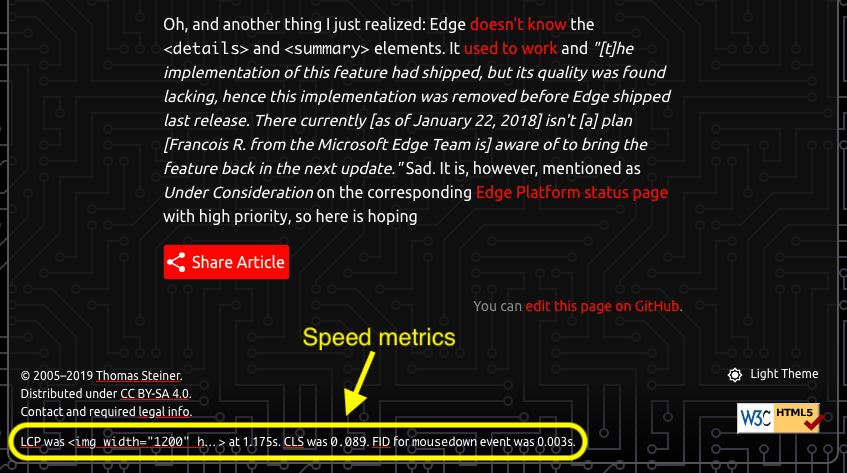 Oh, and another thing I just realized: Edge doesn't know the
<details> and <summary> elements. It used to work and "[t]he
implementation of this feature had shipped, but its quality was found
lacking, hence this implementation was removed before Edge shipped
last release. There currently [as of January 22, 2018] isn't [a] plan
[Francois R. from the Microsoft Edge Team is] aware of to bring the
feature back in the next update." Sad. It is, however, mentioned as
Under Consideration on the corresponding Edge Platform status page
with high priority, so here is hoping
Share Article
You can edit this page on GitHub.
Speed metrics
© 2005–2019 Thomas Steiner.
Distributed under CC BY-SA 4.0.
Contact and required legal info.
Light Theme
W3C HTML5
LCP was <img width="1200" h…> at 1.175s. CLS was 0.089. FID for mousedown event was 0.003s.